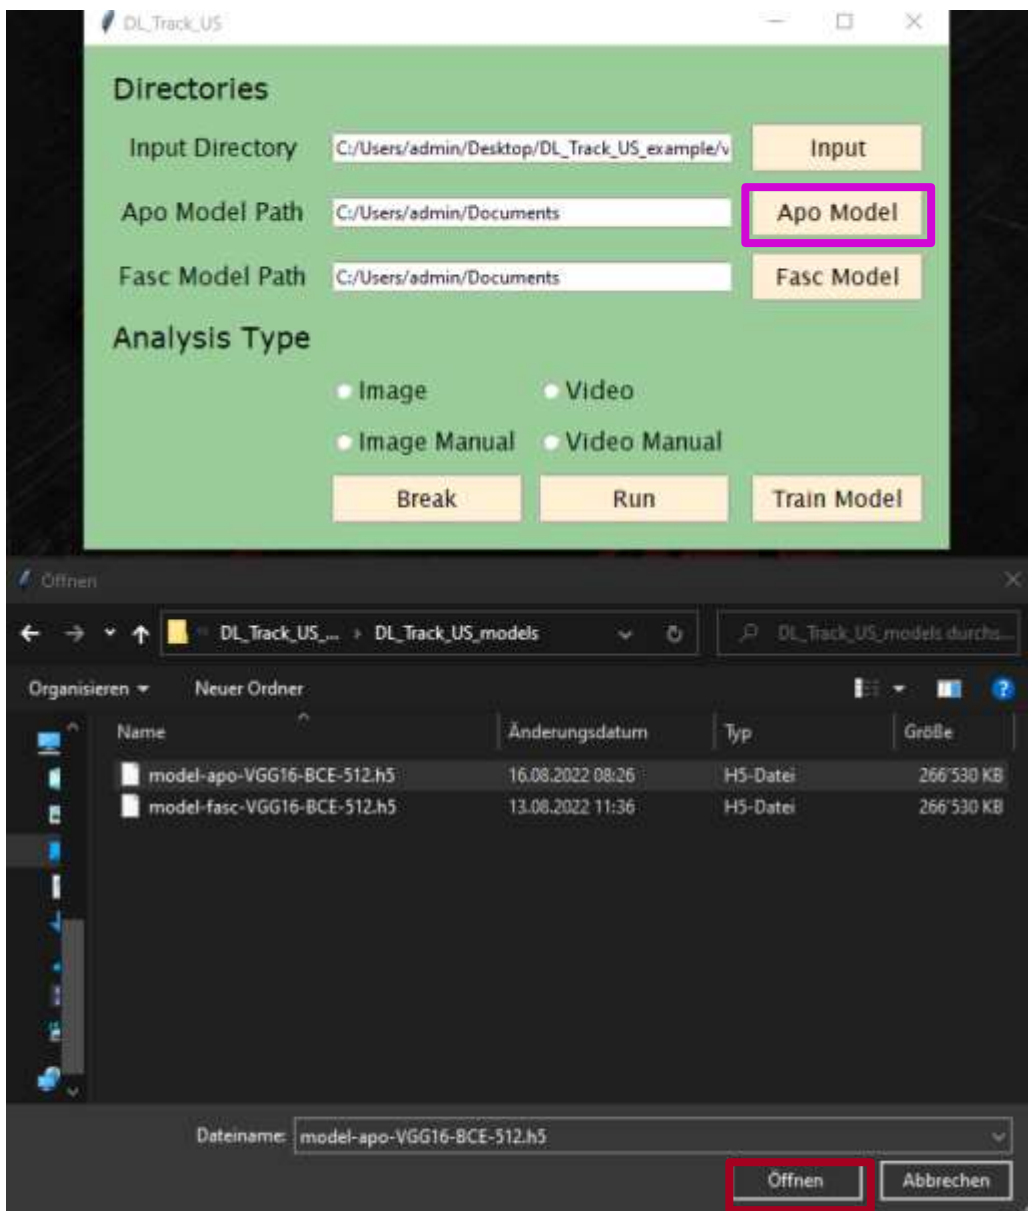 DL_Track_US
Directories
Input Directory C:/Users/admin/Desktop/DL_Track_US_example/v Input
Apo Model Path C:/Users/admin/Documents Apo Model
Fasc Model Path C:/Users/admin/Documents Fasc Model
Analysis Type
Image Video
Image Manual Video Manual
Break Run Train Model
Öffnen
DL_Track_US_... DL_Track_US_models DL_Track_US_models durchs...
Organisieren Neuer Ordner
Name Änderungsdatum Typ Größe
model-apo-VGG16-BCE-512.h5 16.08.2022 08:26 H5-Datei 266'530 KB
model-fasc-VGG16-BCE-512.h5 13.08.2022 11:36 H5-Datei 266'530 KB
Dateiname: model-apo-VGG16-BCE-512.h5
Öffnen Abbrechen